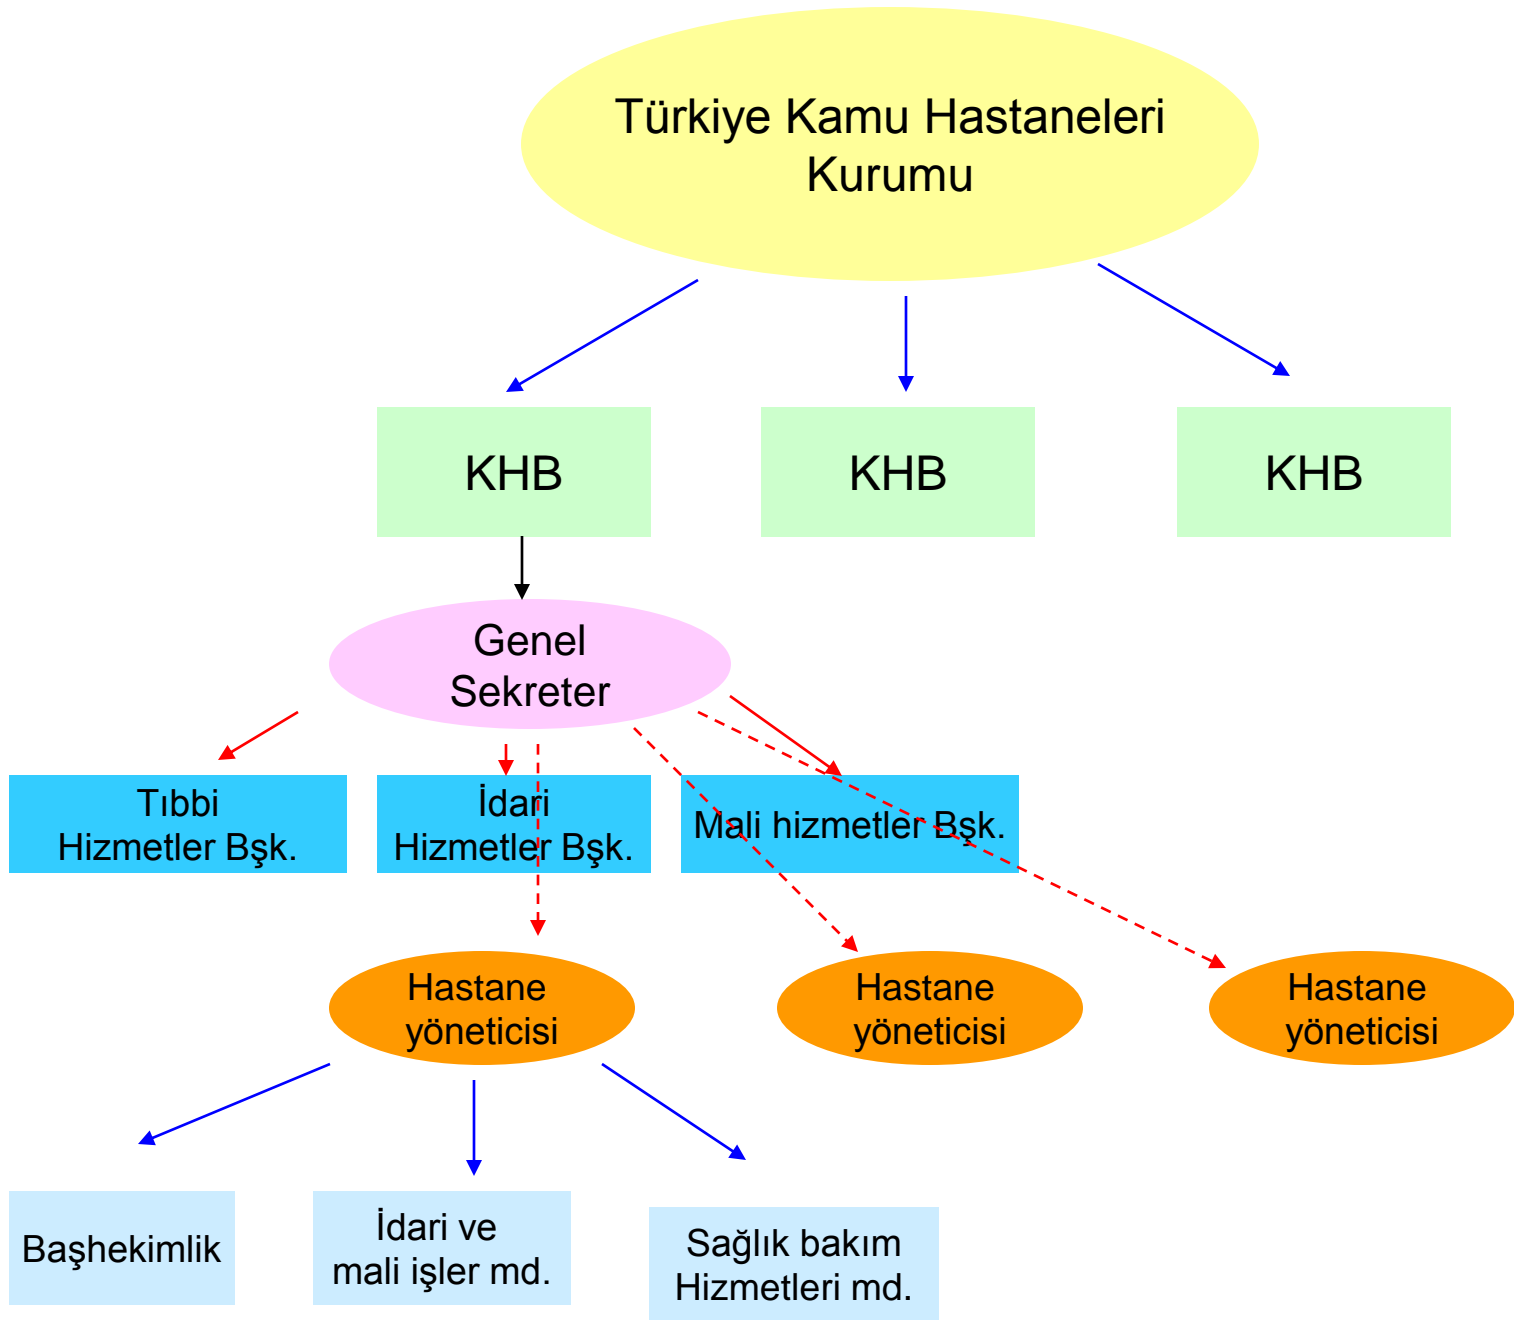 Türkiye Kamu Hastaneleri
Kurumu
KHB
KHB
KHB
Genel
Sekreter
Tıbbi
Hizmetler Bşk.
İdari
Hizmetler Bşk.
Mali hizmetler Bşk.
Hastane
yöneticisi
Hastane
yöneticisi
Hastane
yöneticisi
Başhekimlik
İdari ve
mali işler md.
Sağlık bakım
Hizmetleri md.